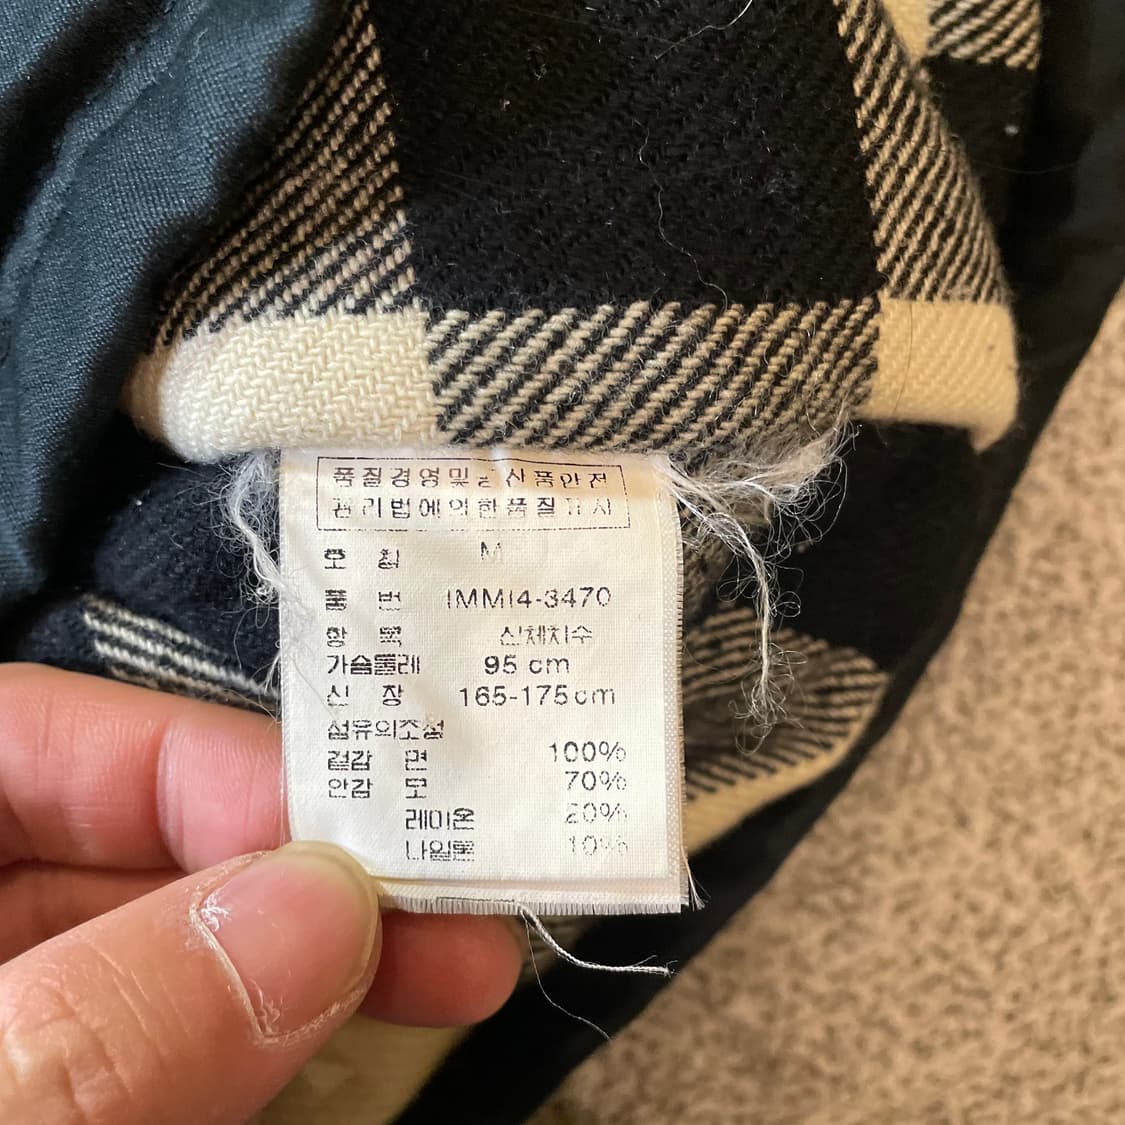 품질경영및공산품안전
관리법에의한품질표시
호 칭 M
품 번 IMM14-3470
항 목 신체치수
가슴둘레 95 cm
신 장 165-175cm
섬유의조성
겉감 면 100%
안감 모 70%
레이온 20%
나일론 10%